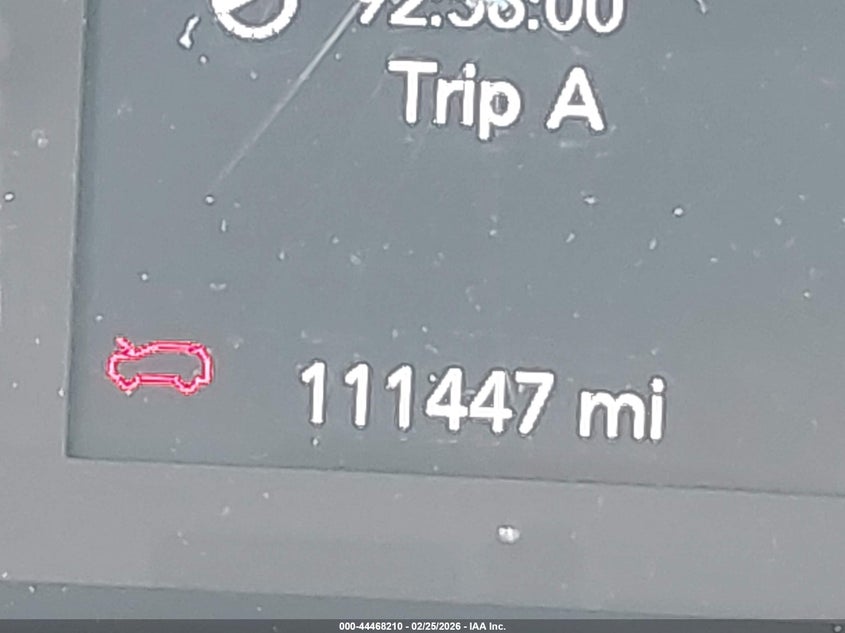 Trip A
111447 mi
000-44468210 - 02/25/2026 - IAA Inc.